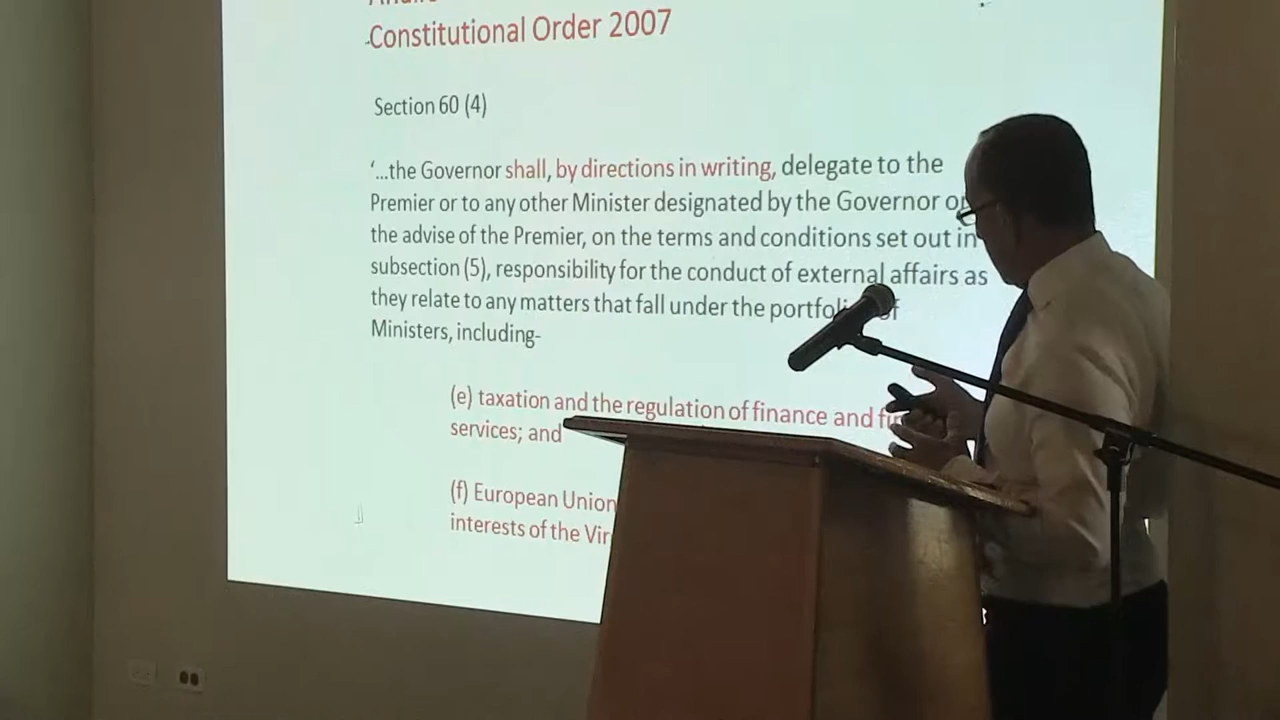 Constitutional Order 2007
Section 60 (4)
‘...the Governor shall, by directions in writing, delegate to the
Premier or to any other Minister designated by the Governor
the advise of the Premier, on the terms and conditions set out in
subsection (5), responsibility for the conduct of external affairs as
they relate to any matters that fall under the portfoli of
Ministers, including-
(e) taxation and the regulation of finance and
services; and
(f) European Union
interests of the